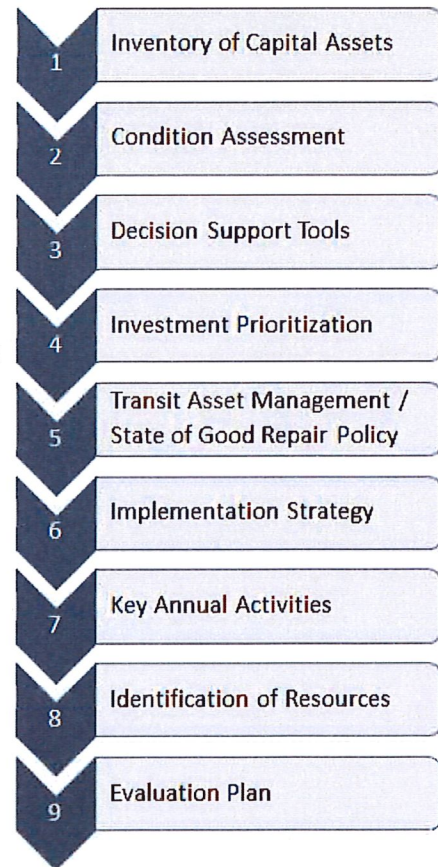 1
Inventory of Capital Assets
2
Condition Assessment
3
Decision Support Tools
4
Investment Prioritization
5
Transit Asset Management /
State of Good Repair Policy
6
Implementation Strategy
7
Key Annual Activities
8
Identification of Resources
9
Evaluation Plan